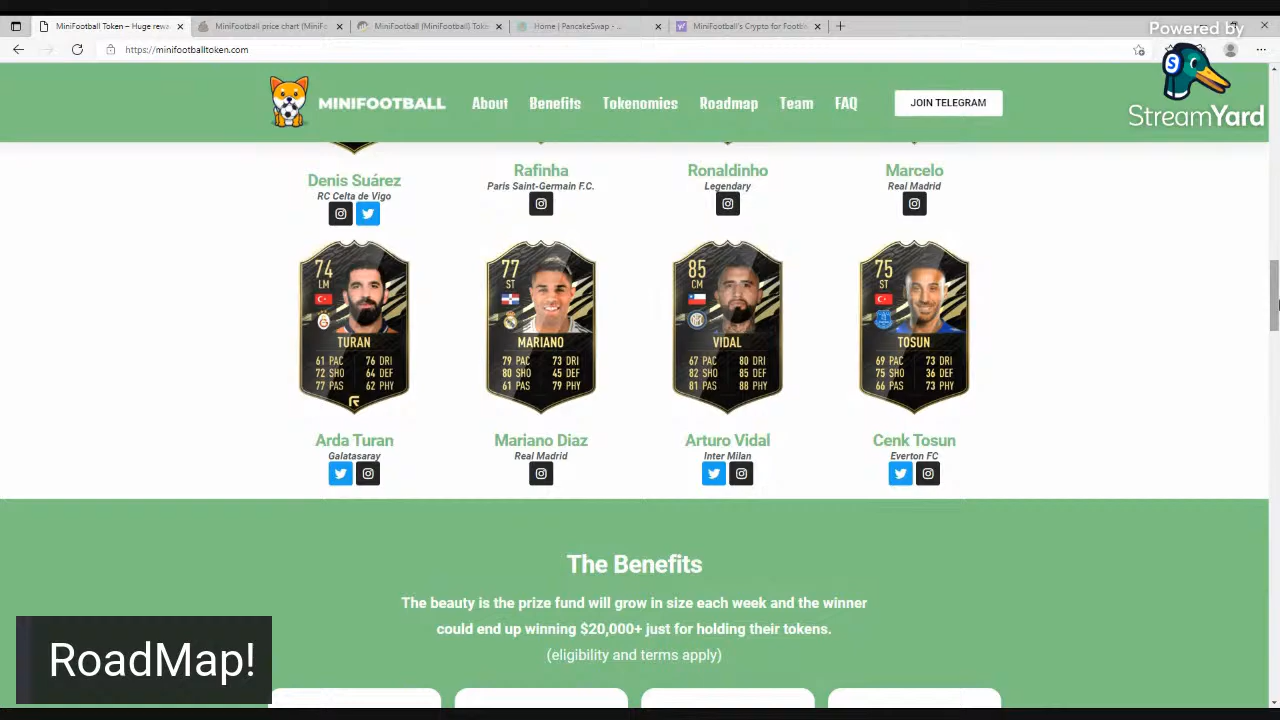 MiniFootball Token – Huge rewa
MiniFootball price chart (MiniFo
MiniFootball (MiniFootball) Toke
Home | PancakeSwap - ...
MiniFootball's Crypto for Footb
Powered by
https://minifootballtoken.com
StreamYard
MINIFOOTBALL
About
Benefits
Tokenomics
Roadmap
Team
FAQ
JOIN TELEGRAM
Denis Suárez
RC Celta de Vigo
Rafinha
Paris Saint-Germain F.C.
Ronaldinho
Legendary
Marcelo
Real Madrid
74
LM
TURAN
61 PAC 76 DRI
72 SHO 64 DEF
77 PAS 62 PHY
77
ST
MARIANO
79 PAC 73 DRI
80 SHO 45 DEF
61 PAS 79 PHY
85
CM
VIDAL
67 PAC 80 DRI
82 SHO 85 DEF
81 PAS 88 PHY
75
ST
TOSUN
69 PAC 73 DRI
75 SHO 36 DEF
66 PAS 73 PHY
Arda Turan
Galatasaray
Mariano Diaz
Real Madrid
Arturo Vidal
Inter Milan
Cenk Tosun
Everton FC
The Benefits
The beauty is the prize fund will grow in size each week and the winner
could end up winning $20,000+ just for holding their tokens.
(eligibility and terms apply)
RoadMap!